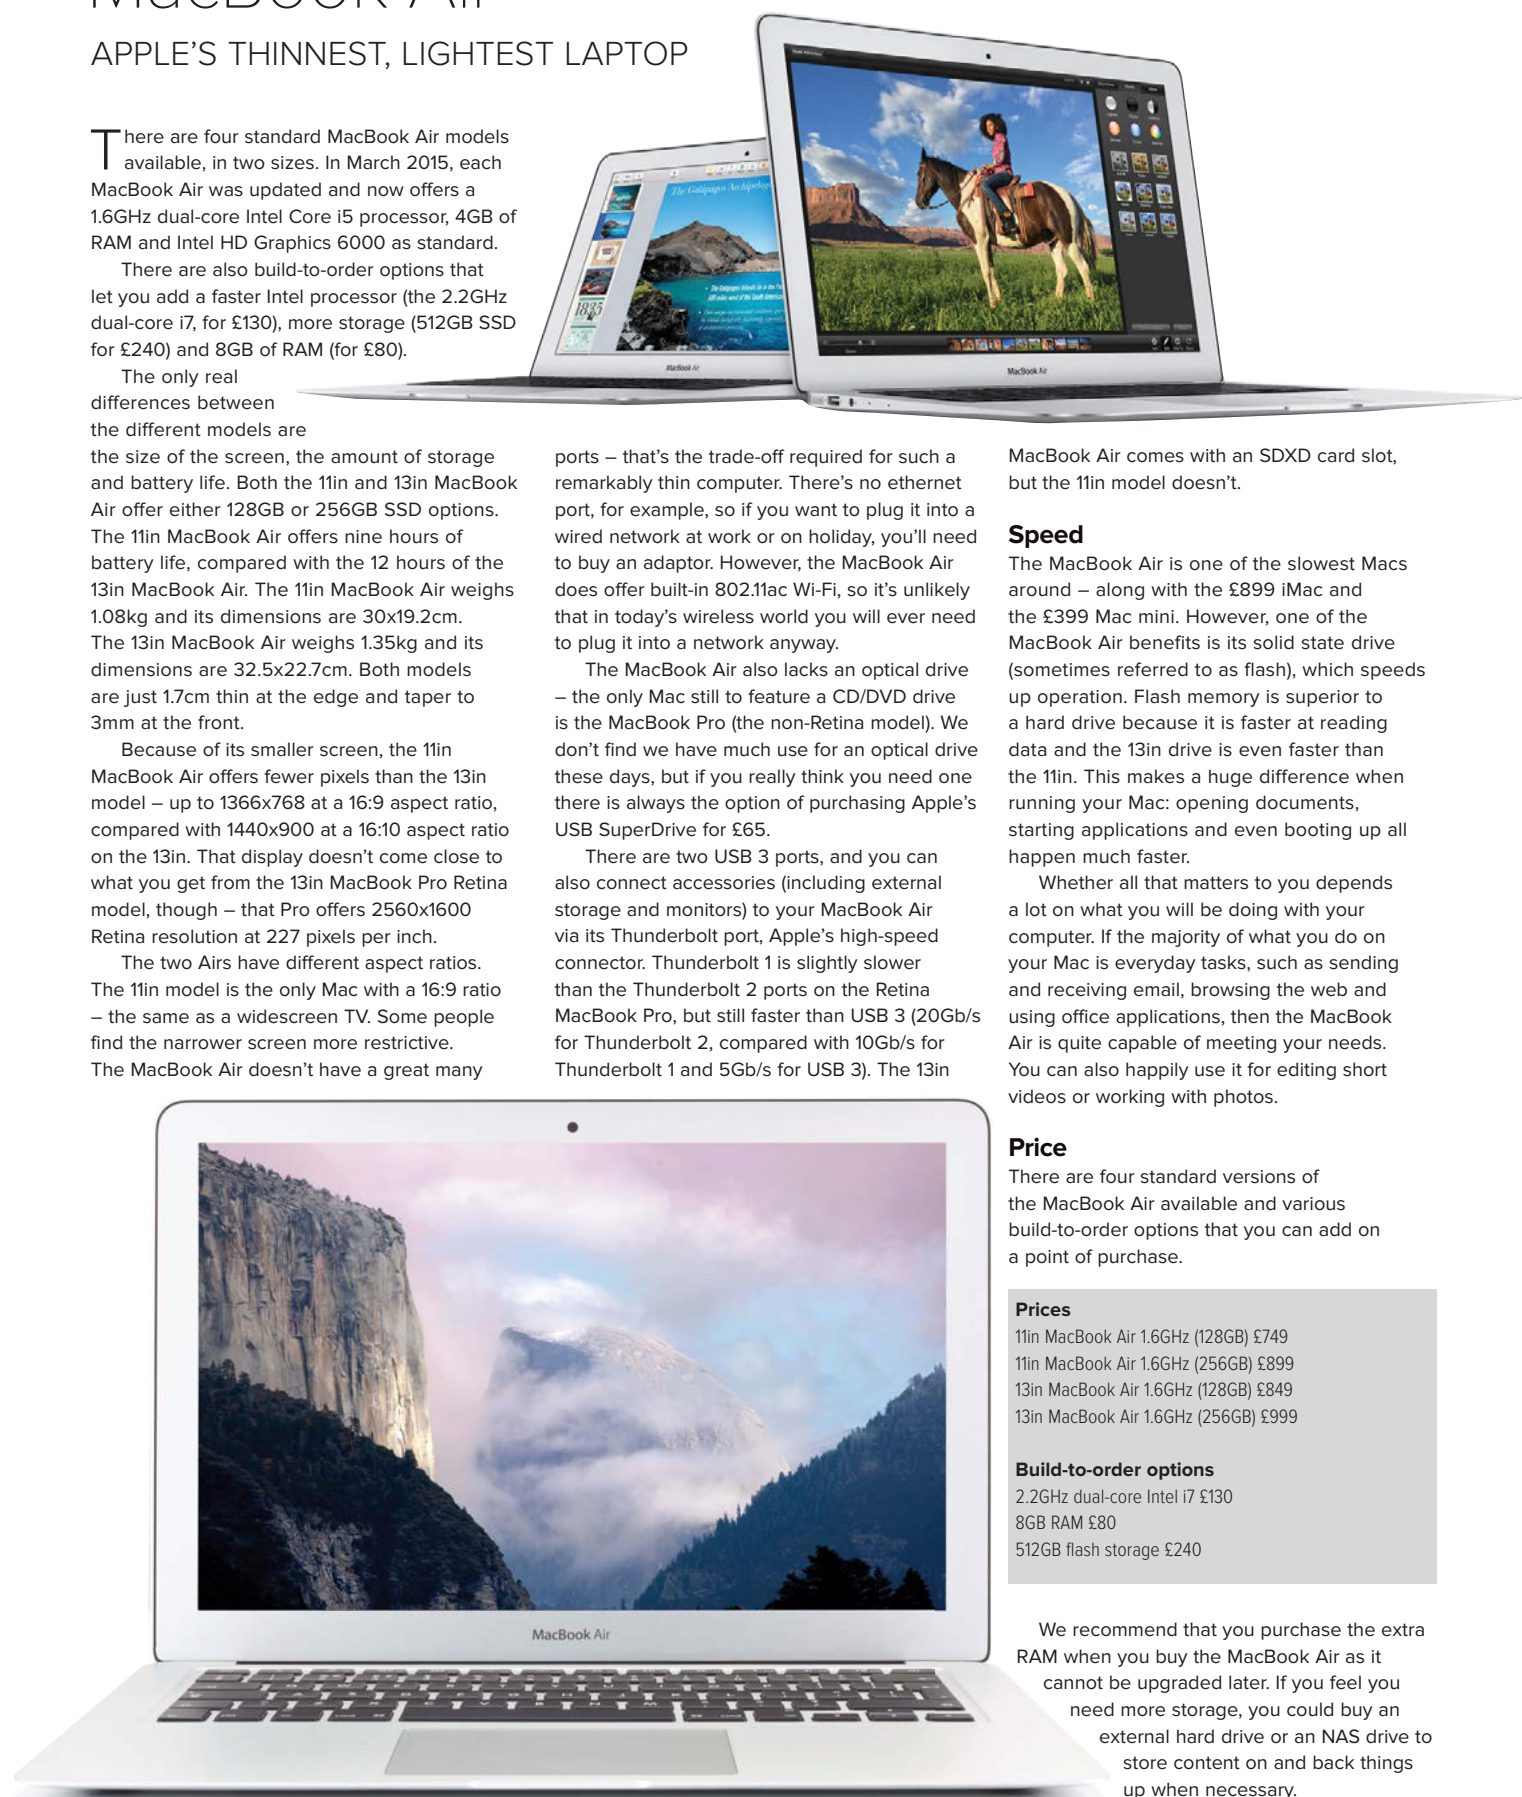 MacBook Air
APPLE'S THINNEST, LIGHTEST LAPTOP
There are four standard MacBook Air models
available, in two sizes. In March 2015, each
MacBook Air was updated and now offers a
1.6GHz dual-core Intel Core i5 processor, 4GB of
RAM and Intel HD Graphics 6000 as standard.
There are also build-to-order options that
let you add a faster Intel processor (the 2.2GHz
dual-core i7, for £130), more storage (512GB SSD
for £240) and 8GB of RAM (for £80).
The only real
differences between
the different models are
the size of the screen, the amount of storage
and battery life. Both the 11in and 13in MacBook
Air offer either 128GB or 256GB SSD options.
The 11in MacBook Air offers nine hours of
battery life, compared with the 12 hours of the
13in MacBook Air. The 11in MacBook Air weighs
1.08kg and its dimensions are 30x19.2cm.
The 13in MacBook Air weighs 1.35kg and its
dimensions are 32.5x22.7cm. Both models
are just 1.7cm thin at the edge and taper to
3mm at the front.
Because of its smaller screen, the 11in
MacBook Air offers fewer pixels than the 13in
model – up to 1366x768 at a 16:9 aspect ratio,
compared with 1440x900 at a 16:10 aspect ratio
on the 13in. That display doesn't come close to
what you get from the 13in MacBook Pro Retina
model, though – that Pro offers 2560x1600
Retina resolution at 227 pixels per inch.
The two Airs have different aspect ratios.
The 11in model is the only Mac with a 16:9 ratio
– the same as a widescreen TV. Some people
find the narrower screen more restrictive.
The MacBook Air doesn't have a great many
ports – that's the trade-off required for such a
remarkably thin computer. There's no ethernet
port, for example, so if you want to plug it into a
wired network at work or on holiday, you'll need
to buy an adaptor. However, the MacBook Air
does offer built-in 802.11ac Wi-Fi, so it's unlikely
that in today's wireless world you will ever need
to plug it into a network anyway.
The MacBook Air also lacks an optical drive
– the only Mac still to feature a CD/DVD drive
is the MacBook Pro (the non-Retina model). We
don't find we have much use for an optical drive
these days, but if you really think you need one
there is always the option of purchasing Apple's
USB SuperDrive for £65.
There are two USB 3 ports, and you can
also connect accessories (including external
storage and monitors) to your MacBook Air
via its Thunderbolt port, Apple's high-speed
connector. Thunderbolt 1 is slightly slower
than the Thunderbolt 2 ports on the Retina
MacBook Pro, but still faster than USB 3 (20Gb/s
for Thunderbolt 2, compared with 10Gb/s for
Thunderbolt 1 and 5Gb/s for USB 3). The 13in
MacBook Air comes with an SDXD card slot,
but the 11in model doesn't.
Speed
The MacBook Air is one of the slowest Macs
around – along with the £899 iMac and
the £399 Mac mini. However, one of the
MacBook Air benefits is its solid state drive
(sometimes referred to as flash), which speeds
up operation. Flash memory is superior to
a hard drive because it is faster at reading
data and the 13in drive is even faster than
the 11in. This makes a huge difference when
running your Mac: opening documents,
starting applications and even booting up all
happen much faster.
Whether all that matters to you depends
a lot on what you will be doing with your
computer. If the majority of what you do on
your Mac is everyday tasks, such as sending
and receiving email, browsing the web and
using office applications, then the MacBook
Air is quite capable of meeting your needs.
You can also happily use it for editing short
videos or working with photos.
Price
There are four standard versions of
the MacBook Air available and various
build-to-order options that you can add on
a point of purchase.
Prices
11in MacBook Air 1.6GHz (128GB) £749
11in MacBook Air 1.6GHz (256GB) £899
13in MacBook Air 1.6GHz (128GB) £849
13in MacBook Air 1.6GHz (256GB) £999
Build-to-order options
2.2GHz dual-core Intel i7 £130
8GB RAM £80
512GB flash storage £240
We recommend that you purchase the extra
RAM when you buy the MacBook Air as it
cannot be upgraded later. If you feel you
need more storage, you could buy an
external hard drive or an NAS drive to
store content on and back things
up when necessary.
The Galápagos Archipelago
1835
MacBook Air
MacBook Air
MacBook Air